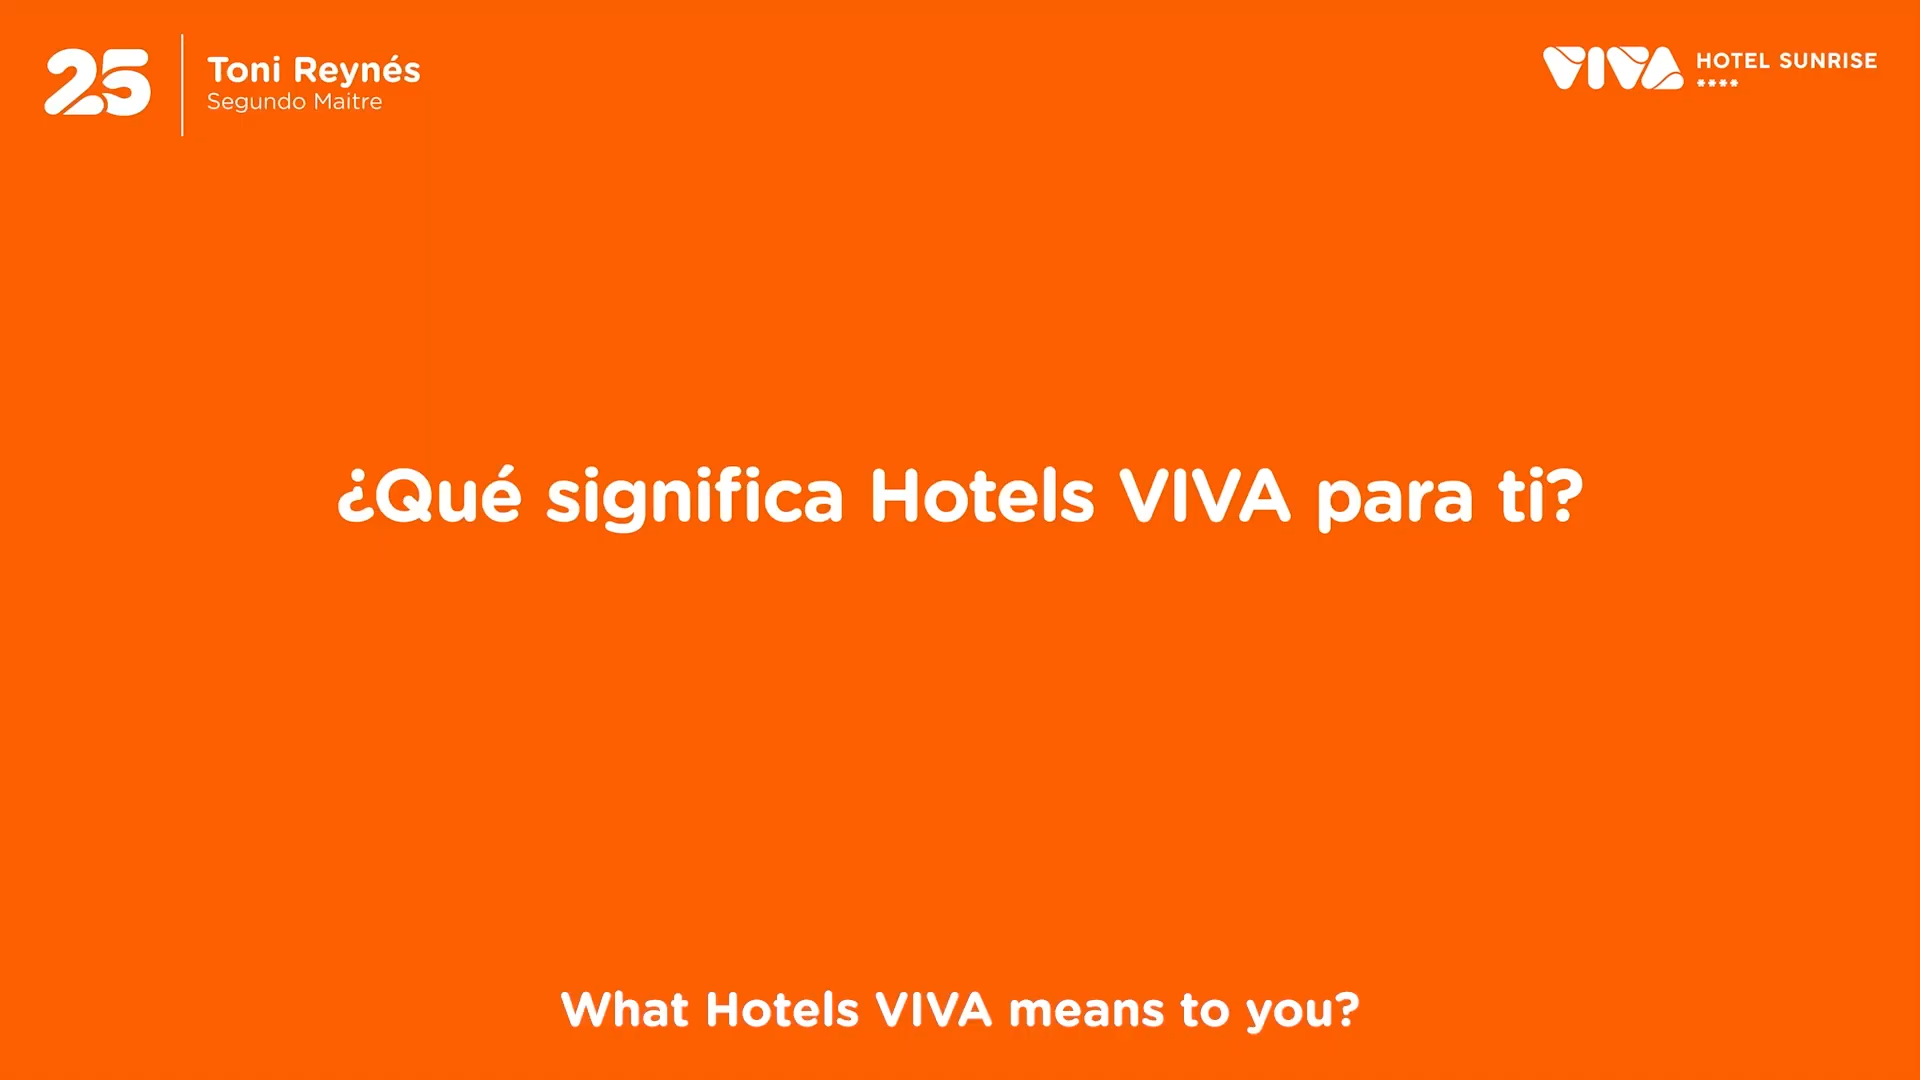 25
Toni Reynés
Segundo Maitre
VIVA HOTEL SUNRISE
****
¿Qué significa Hotels VIVA para ti?
What Hotels VIVA means to you?